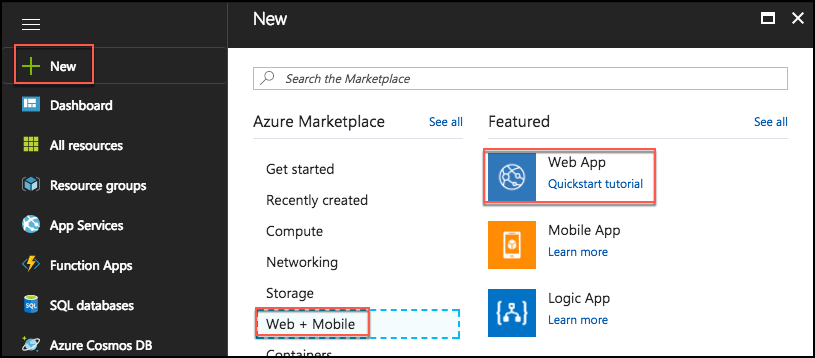 New
New
Dashboard
All resources
Resource groups
App Services
Function Apps
SQL
SQL databases
Azure Cosmos DB
Search the Marketplace
Azure Marketplace
See all
Get started
Recently created
Compute
Networking
Storage
Web + Mobile
Containers
Featured
See all
Web App
Quickstart tutorial
Mobile App
Learn more
Logic App
Learn more